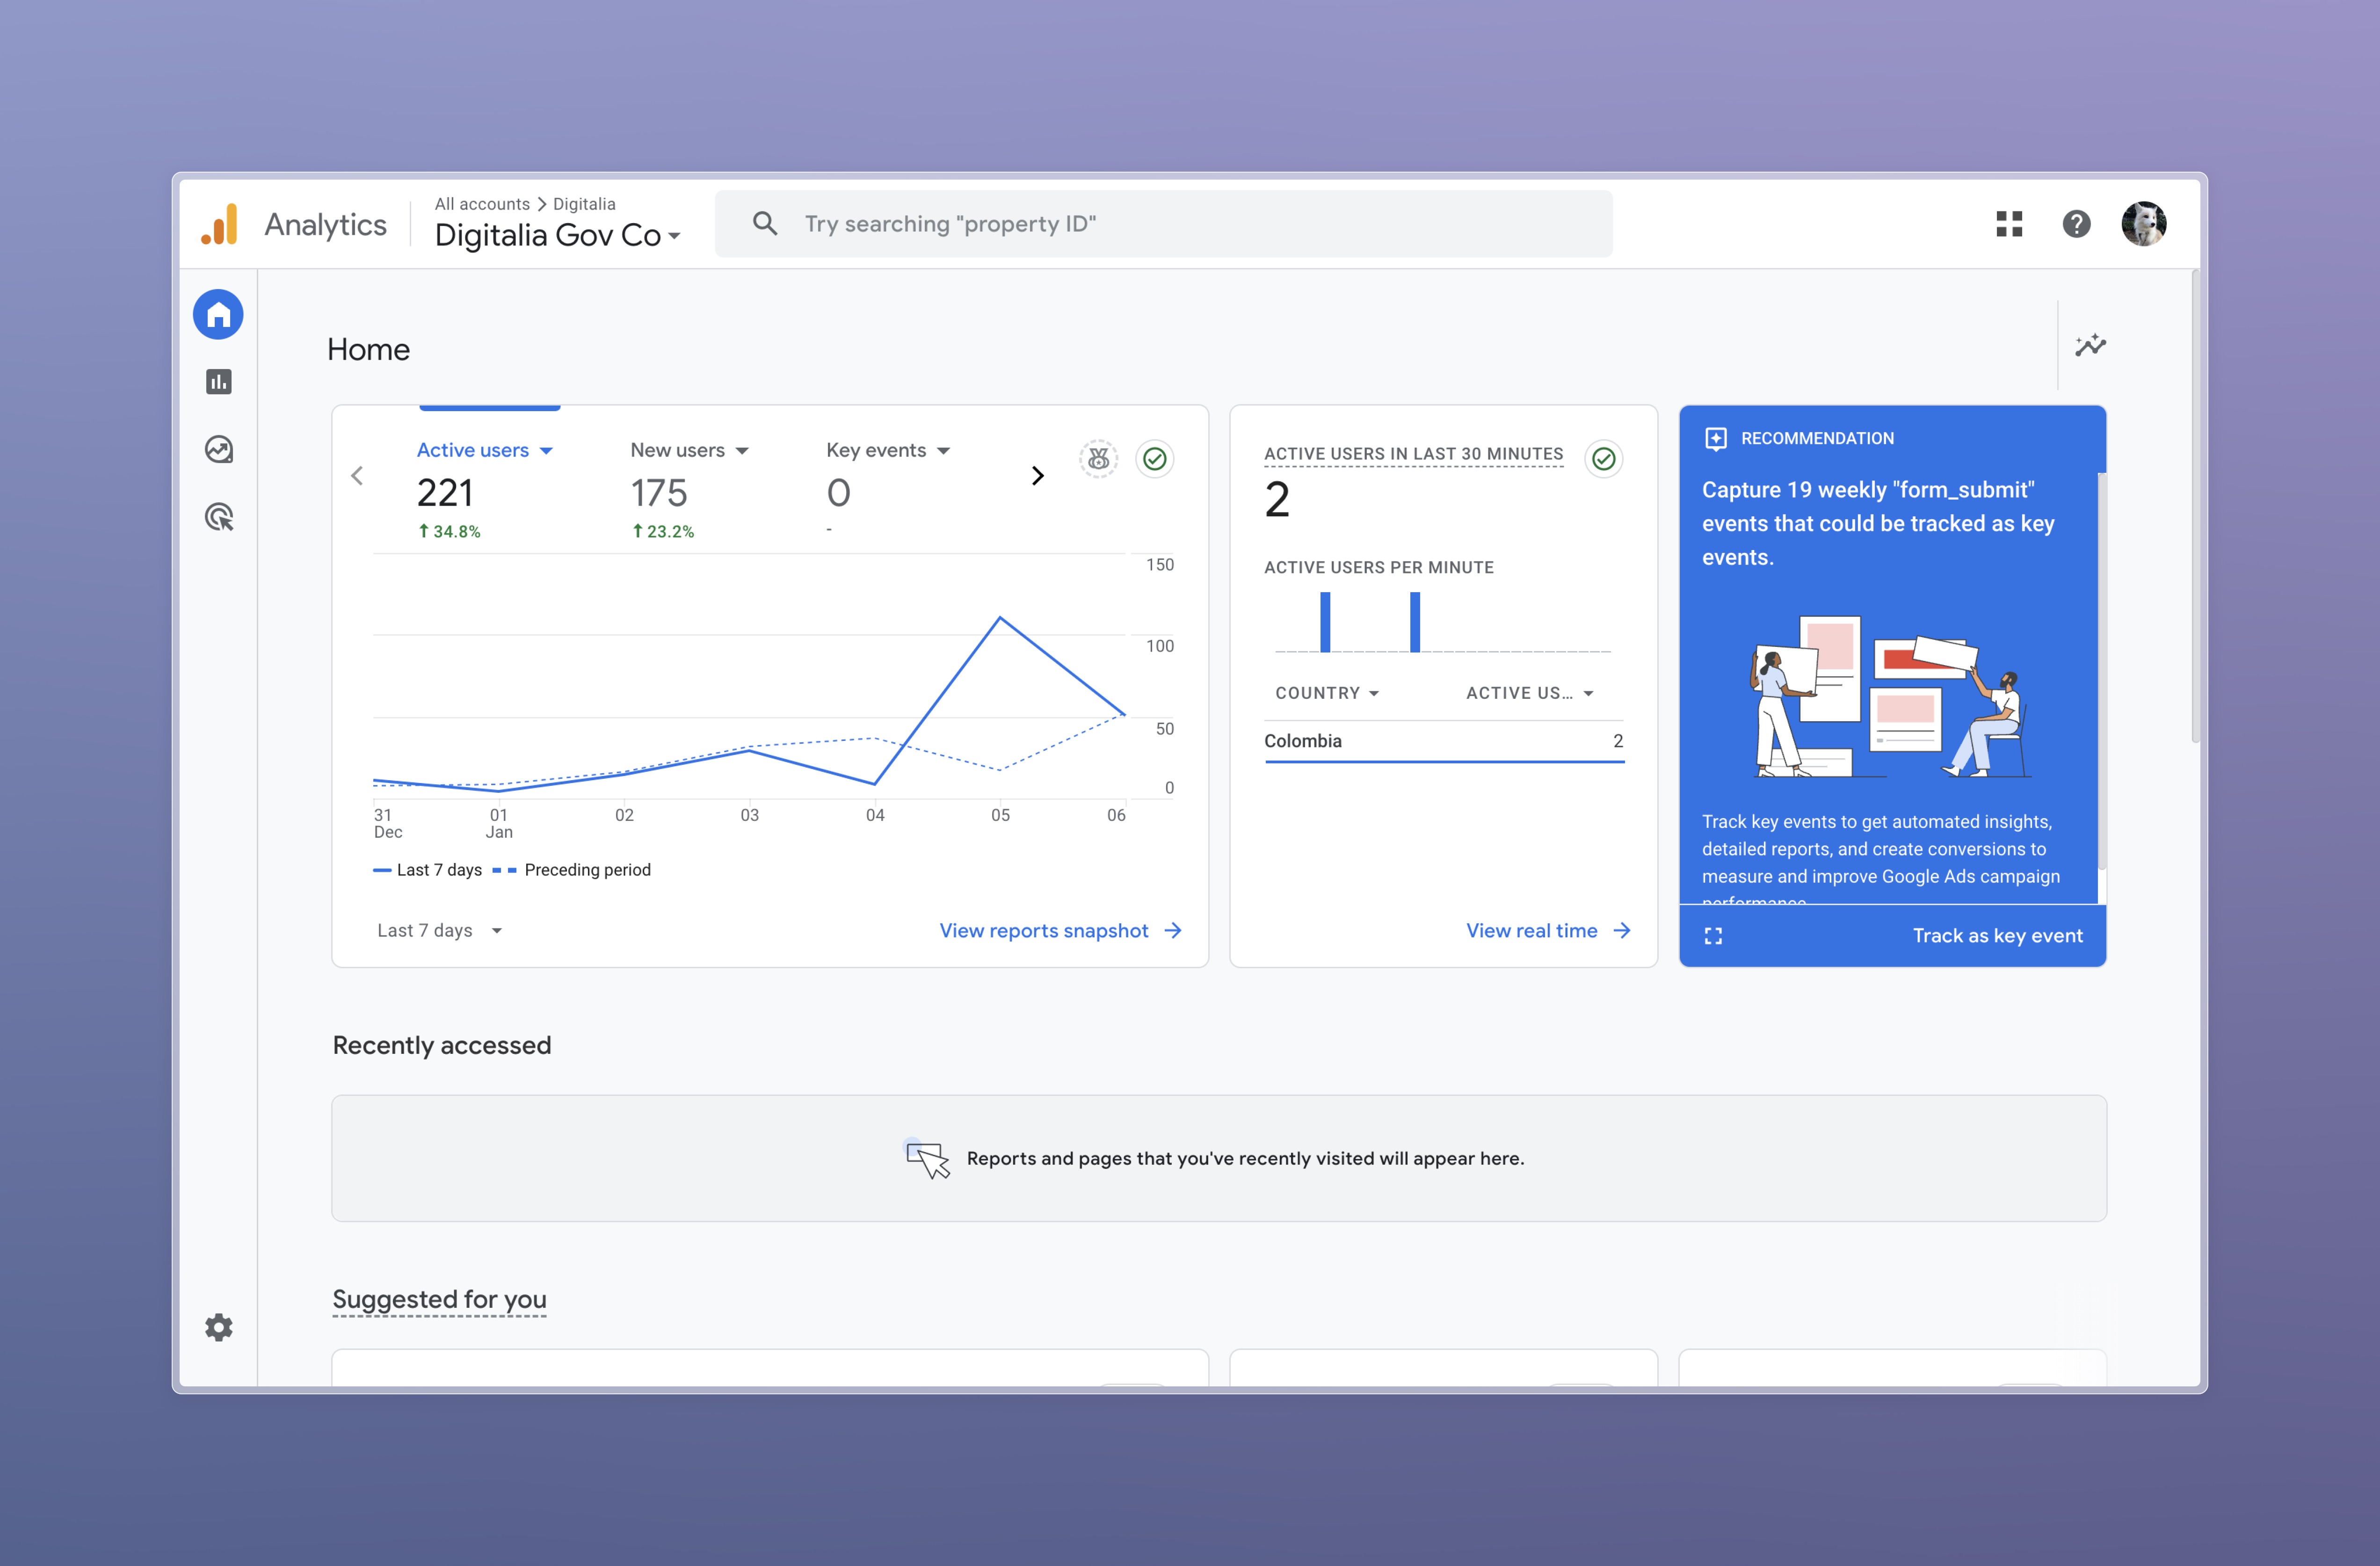 Analytics
All accounts > Digitalia
Digitalia Gov Co
Try searching "property ID"
Home
Active users
221
34.8%
New users
175
23.2%
Key events
0
-
150
100
50
0
31
Dec
01
Jan
02
03
04
05
06
Last 7 days
Preceding period
Last 7 days
View reports snapshot
ACTIVE USERS IN LAST 30 MINUTES
2
ACTIVE USERS PER MINUTE
COUNTRY
ACTIVE US...
Colombia
2
View real time
RECOMMENDATION
Capture 19 weekly "form_submit"
events that could be tracked as key
events.
Track key events to get automated insights,
detailed reports, and create conversions to
measure and improve Google Ads campaign
performance
Track as key event
Recently accessed
Reports and pages that you've recently visited will appear here.
Suggested for you